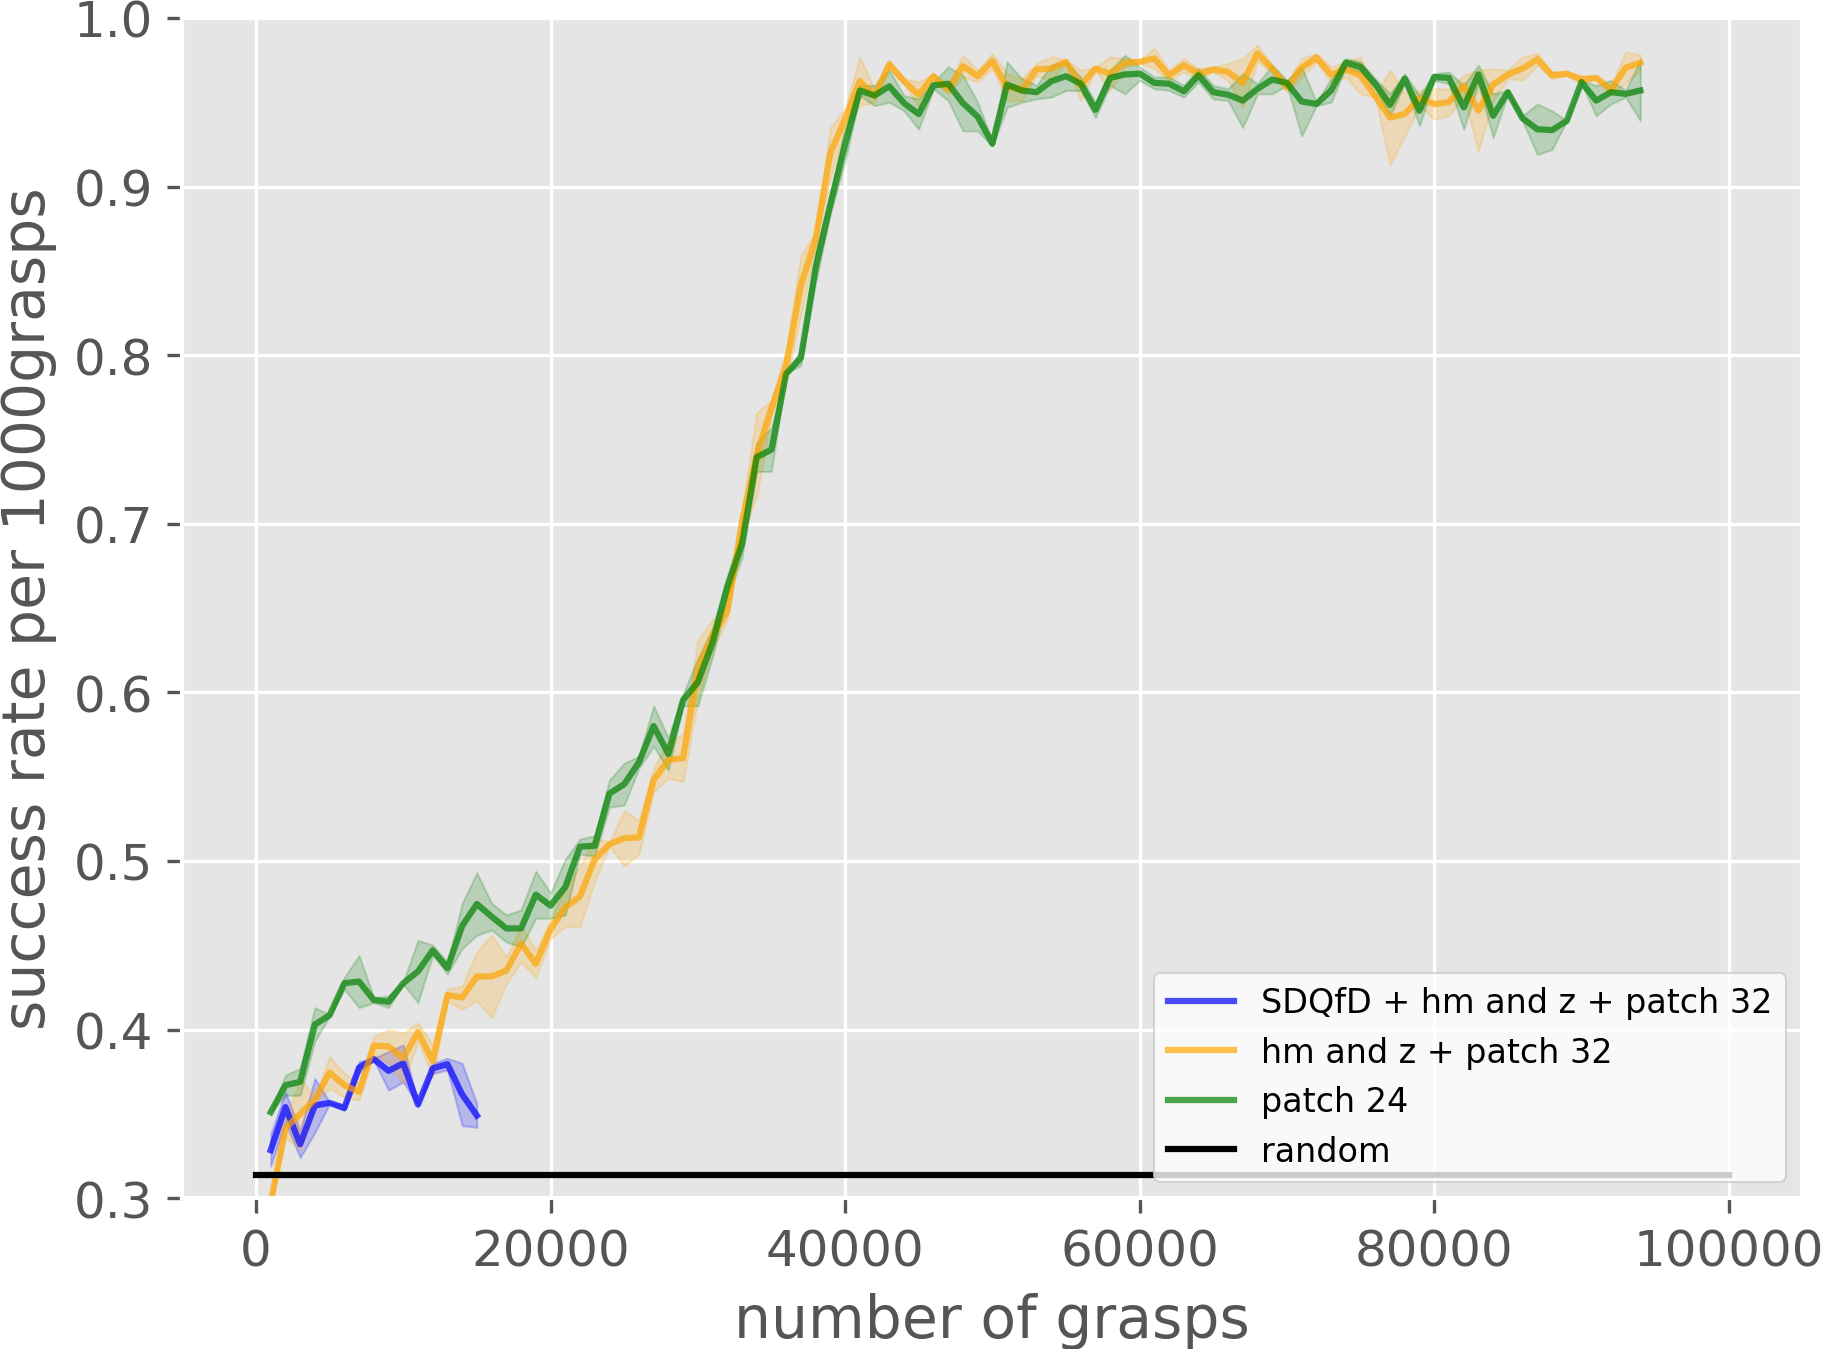 success rate per 1000grasps
1.0
0.9
0.8
0.7
0.6
0.5
0.4
0.3
SDQfD + hm and z + patch 32
hm and z + patch 32
patch 24
random
0 20000 40000 60000 80000 100000
number of grasps